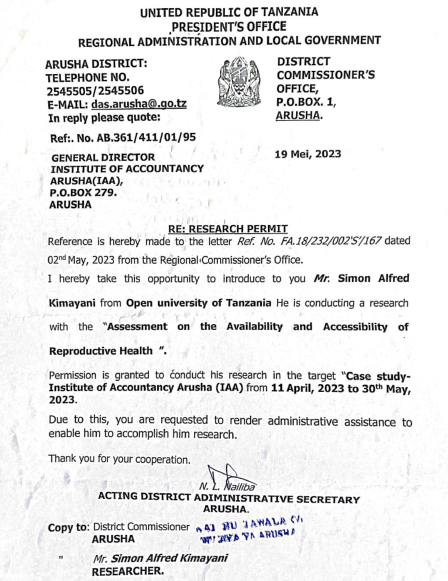 UNITED REPUBLIC OF TANZANIA
PRESIDENT'S OFFICE
REGIONAL ADMINISTRATION AND LOCAL GOVERNMENT
ARUSHA DISTRICT:
TELEPHONE NO.
2545505/2545506
E-MAIL: das.arusha@.go.tz
In reply please quote:
DISTRICT
COMMISSIONER'S
OFFICE,
P.O.BOX. 1,
ARUSHA.
Ref:. No. AB.361/411/01/95
19 Mei, 2023
GENERAL DIRECTOR
INSTITUTE OF ACCOUNTANCY
ARUSHA(IAA),
P.O.BOX 279.
ARUSHA
RE: RESEARCH PERMIT
Reference is hereby made to the letter Ref. No. FA.18/232/002'S'/167 dated
02nd May, 2023 from the Regional Commissioner's Office.
I hereby take this opportunity to introduce to you Mr. Simon Alfred
Kimayani from Open university of Tanzania He is conducting a research
with the "Assessment on the Availability and Accessibility of
Reproductive Health ".
Permission is granted to conduct his research in the target "Case study-
Institute of Accountancy Arusha (IAA) from 11 April, 2023 to 30th May,
2023.
Due to this, you are requested to render administrative assistance to
enable him to accomplish him research.
Thank you for your cooperation.
N. L. Nailiba
ACTING DISTRICT ADIMINISTRATIVE SECRETARY
ARUSHA.
Copy to: District Commissioner
ARUSHA
" Mr. Simon Alfred Kimayani
RESEARCHER.